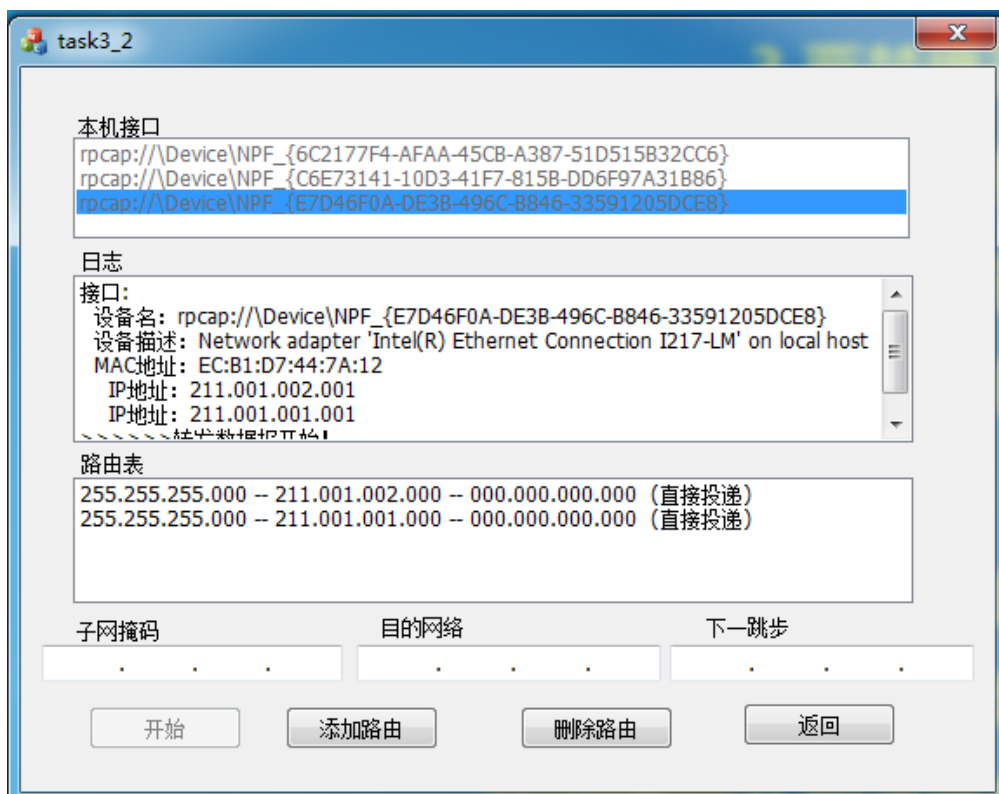 task3_2
本机接口
rpcap://\Device\NPF_{6C2177F4-AFAA-45CB-A387-51D515B32CC6}
rpcap://\Device\NPF_{C6E73141-10D3-41F7-815B-DD6F97A31B86}
rpcap://\Device\NPF_{E7D46F0A-DE3B-496C-B846-33591205DCE8}
日志
接口:
设备名: rpcap://\Device\NPF_{E7D46F0A-DE3B-496C-B846-33591205DCE8}
设备描述: Network adapter 'Intel(R) Ethernet Connection I217-LM' on local host
MAC地址: EC:B1:D7:44:7A:12
IP地址: 211.001.002.001
IP地址: 211.001.001.001
>>>>>>转发数据报开始!
路由表
255.255.255.000 -- 211.001.002.000 -- 000.000.000.000 (直接投递)
255.255.255.000 -- 211.001.001.000 -- 000.000.000.000 (直接投递)
子网掩码 目的网络 下一跳步
. . . . . . . . .
开始 添加路由 删除路由 返回